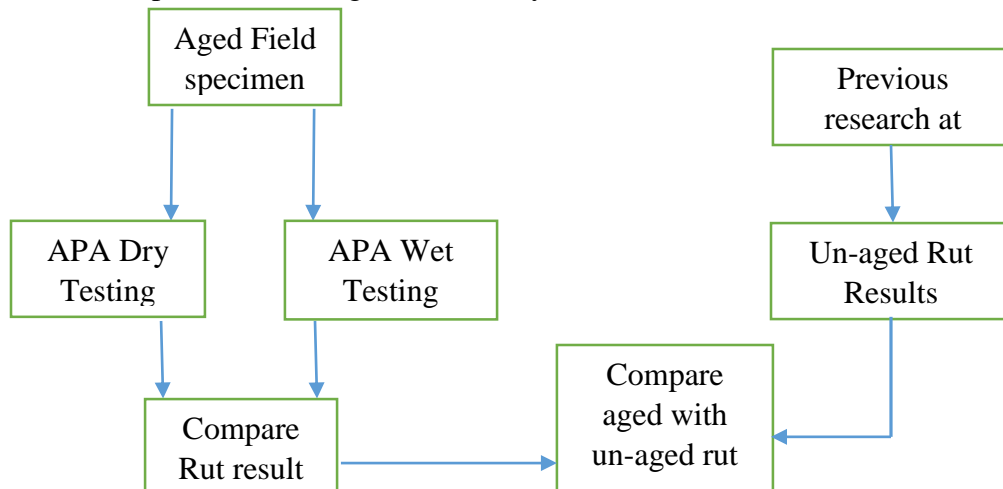 Aged Field
specimen
Previous
research at
APA Dry
Testing
APA Wet
Testing
Un-aged Rut
Results
Compare
Rut result
Compare
aged with
un-aged rut